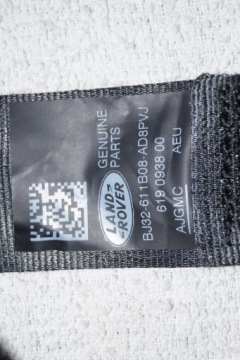 GENUINE
PARTS
LAND-
-ROVER
BJ32-611B08-AD8PVJ
619 0938 00
AJGMC
AEU